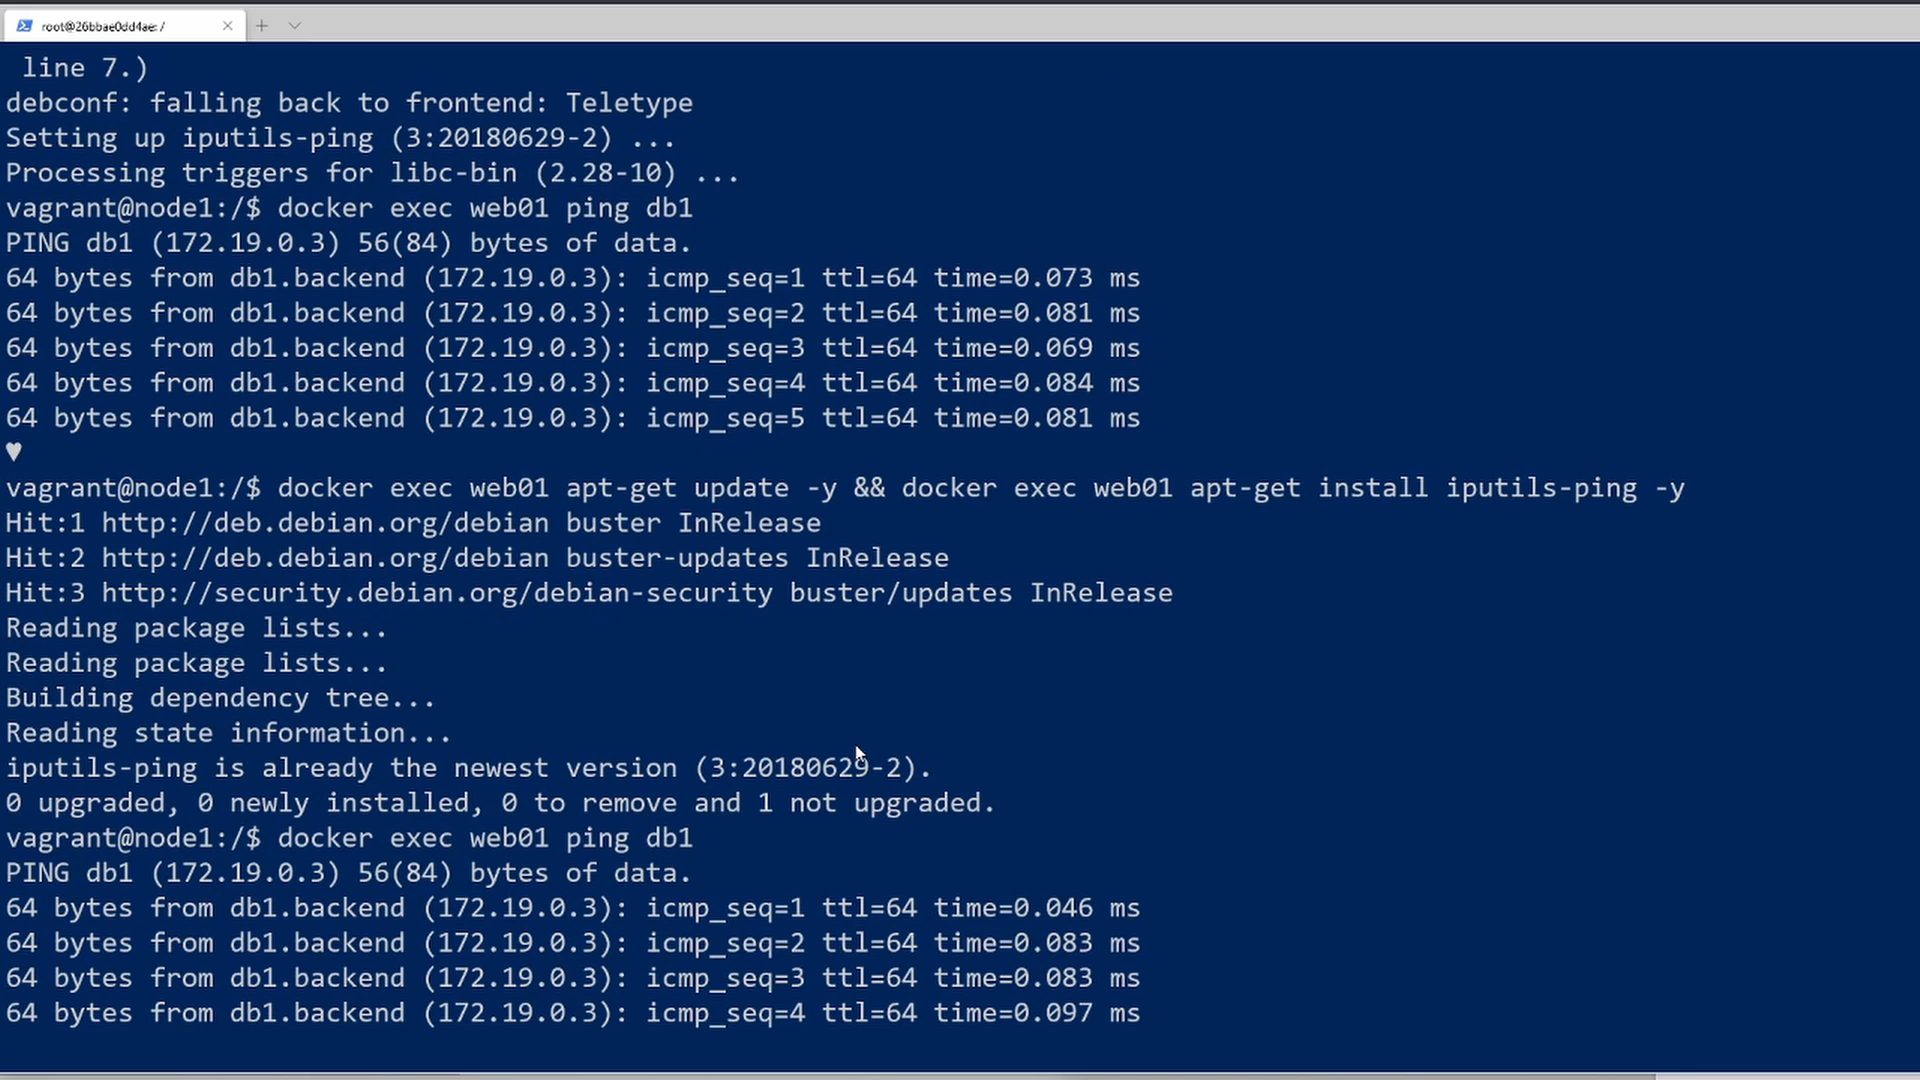 root@26bbae0dd4ae: /
line 7.)
debconf: falling back to frontend: Teletype
Setting up iputils-ping (3:20180629-2) ...
Processing triggers for libc-bin (2.28-10) ...
vagrant@node1:/$ docker exec web01 ping db1
PING db1 (172.19.0.3) 56(84) bytes of data.
64 bytes from db1.backend (172.19.0.3): icmp_seq=1 ttl=64 time=0.073 ms
64 bytes from db1.backend (172.19.0.3): icmp_seq=2 ttl=64 time=0.081 ms
64 bytes from db1.backend (172.19.0.3): icmp_seq=3 ttl=64 time=0.069 ms
64 bytes from db1.backend (172.19.0.3): icmp_seq=4 ttl=64 time=0.084 ms
64 bytes from db1.backend (172.19.0.3): icmp_seq=5 ttl=64 time=0.081 ms
♥
vagrant@node1:/$ docker exec web01 apt-get update -y && docker exec web01 apt-get install iputils-ping -y
Hit:1 http://deb.debian.org/debian buster InRelease
Hit:2 http://deb.debian.org/debian buster-updates InRelease
Hit:3 http://security.debian.org/debian-security buster/updates InRelease
Reading package lists...
Reading package lists...
Building dependency tree...
Reading state information...
iputils-ping is already the newest version (3:20180629-2).
0 upgraded, 0 newly installed, 0 to remove and 1 not upgraded.
vagrant@node1:/$ docker exec web01 ping db1
PING db1 (172.19.0.3) 56(84) bytes of data.
64 bytes from db1.backend (172.19.0.3): icmp_seq=1 ttl=64 time=0.046 ms
64 bytes from db1.backend (172.19.0.3): icmp_seq=2 ttl=64 time=0.083 ms
64 bytes from db1.backend (172.19.0.3): icmp_seq=3 ttl=64 time=0.083 ms
64 bytes from db1.backend (172.19.0.3): icmp_seq=4 ttl=64 time=0.097 ms